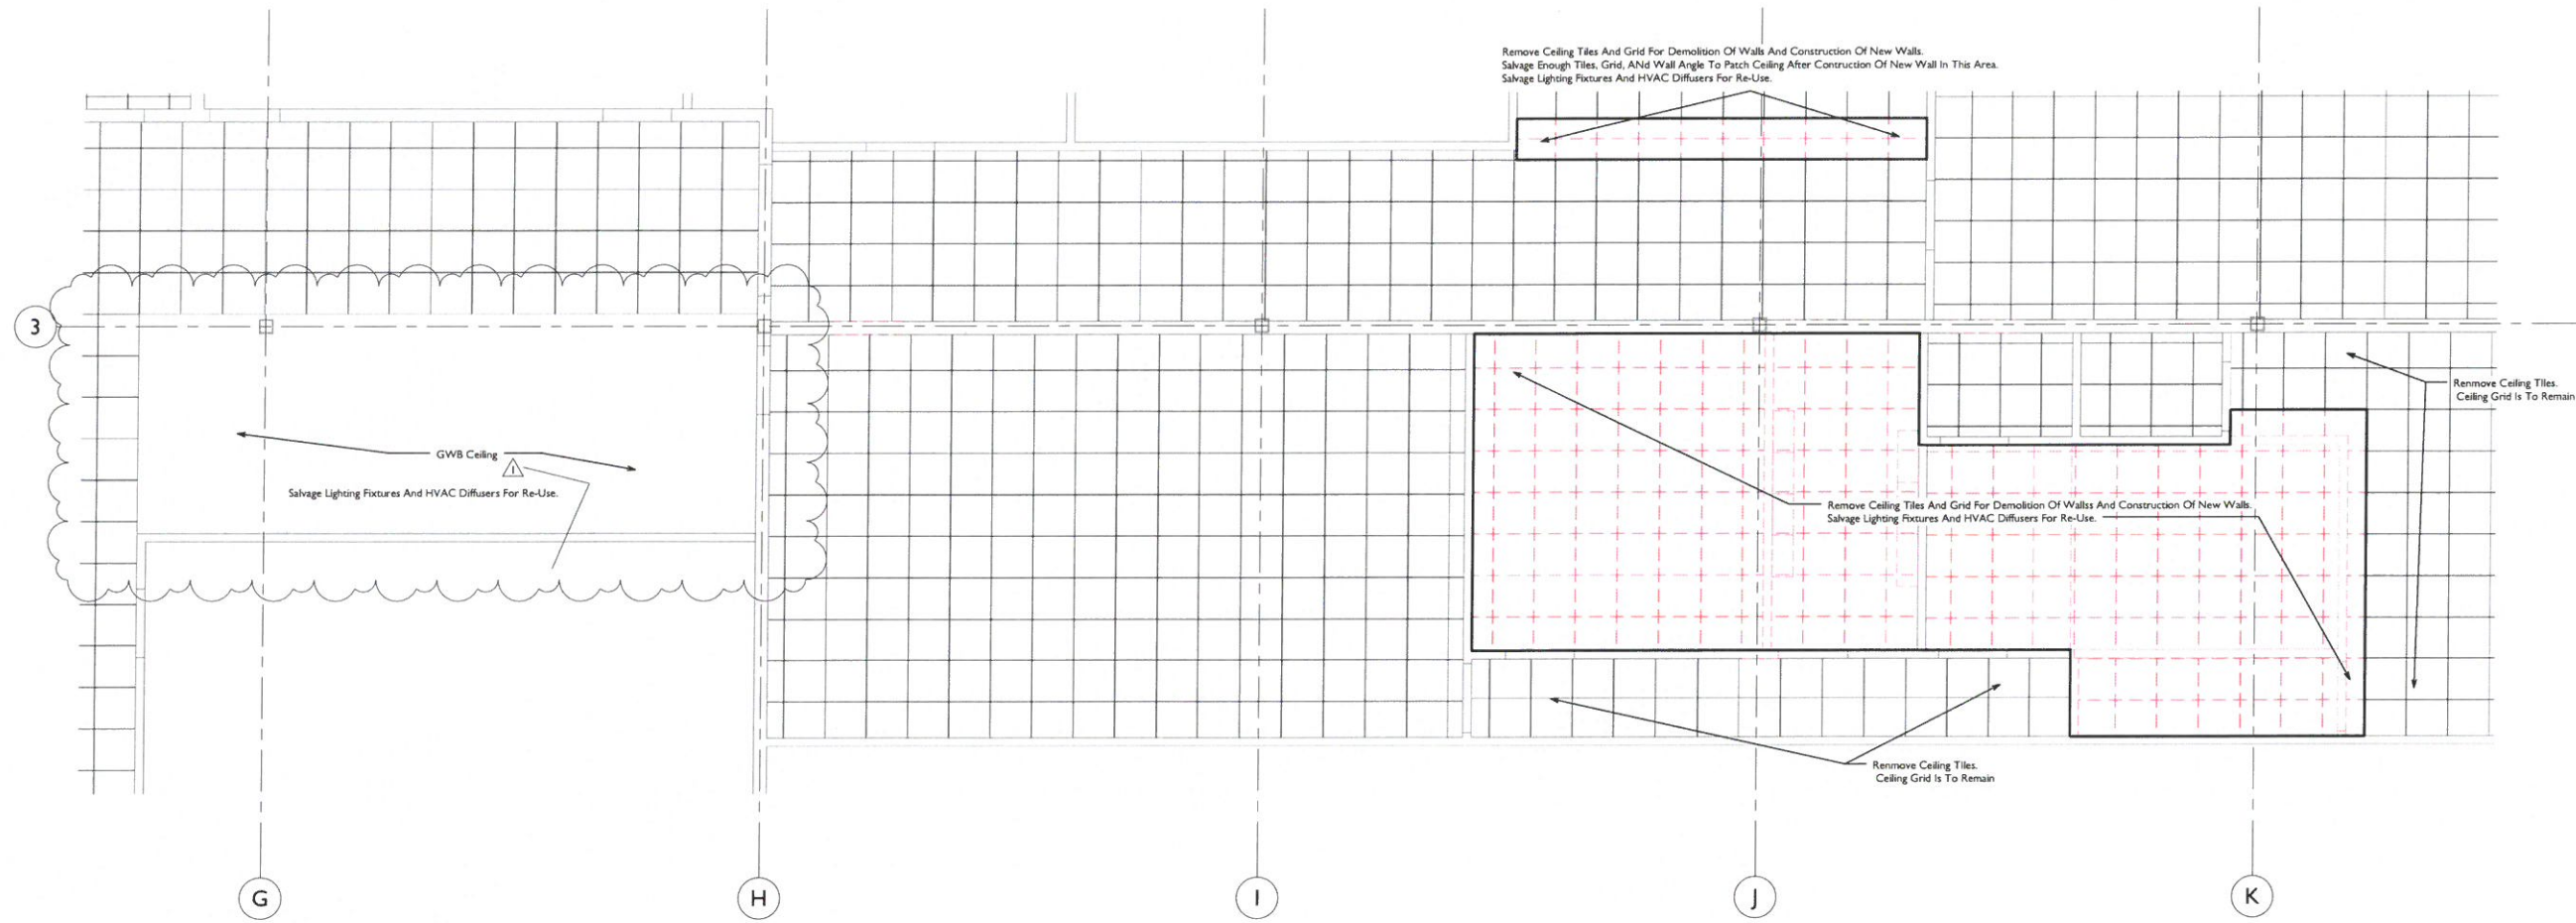 Remove Ceiling Tiles And Grid For Demolition Of Walls And Construction Of New Walls.
Salvage Enough Tiles, Grid, ANd Wall Angle To Patch Ceiling After Contruction Of New Wall In This Area.
Salvage Lighting Fixtures And HVAC Diffusers For Re-Use.
3
Renmove Ceiling Tiles.
Ceiling Grid Is To Remain
GWB Ceiling
1
Salvage Lighting Fixtures And HVAC Diffusers For Re-Use.
Remove Ceiling Tiles And Grid For Demolition Of Wallss And Construction Of New Walls.
Salvage Lighting Fixtures And HVAC Diffusers For Re-Use.
Renmove Ceiling Tiles.
Ceiling Grid Is To Remain
G
H
I
J
K